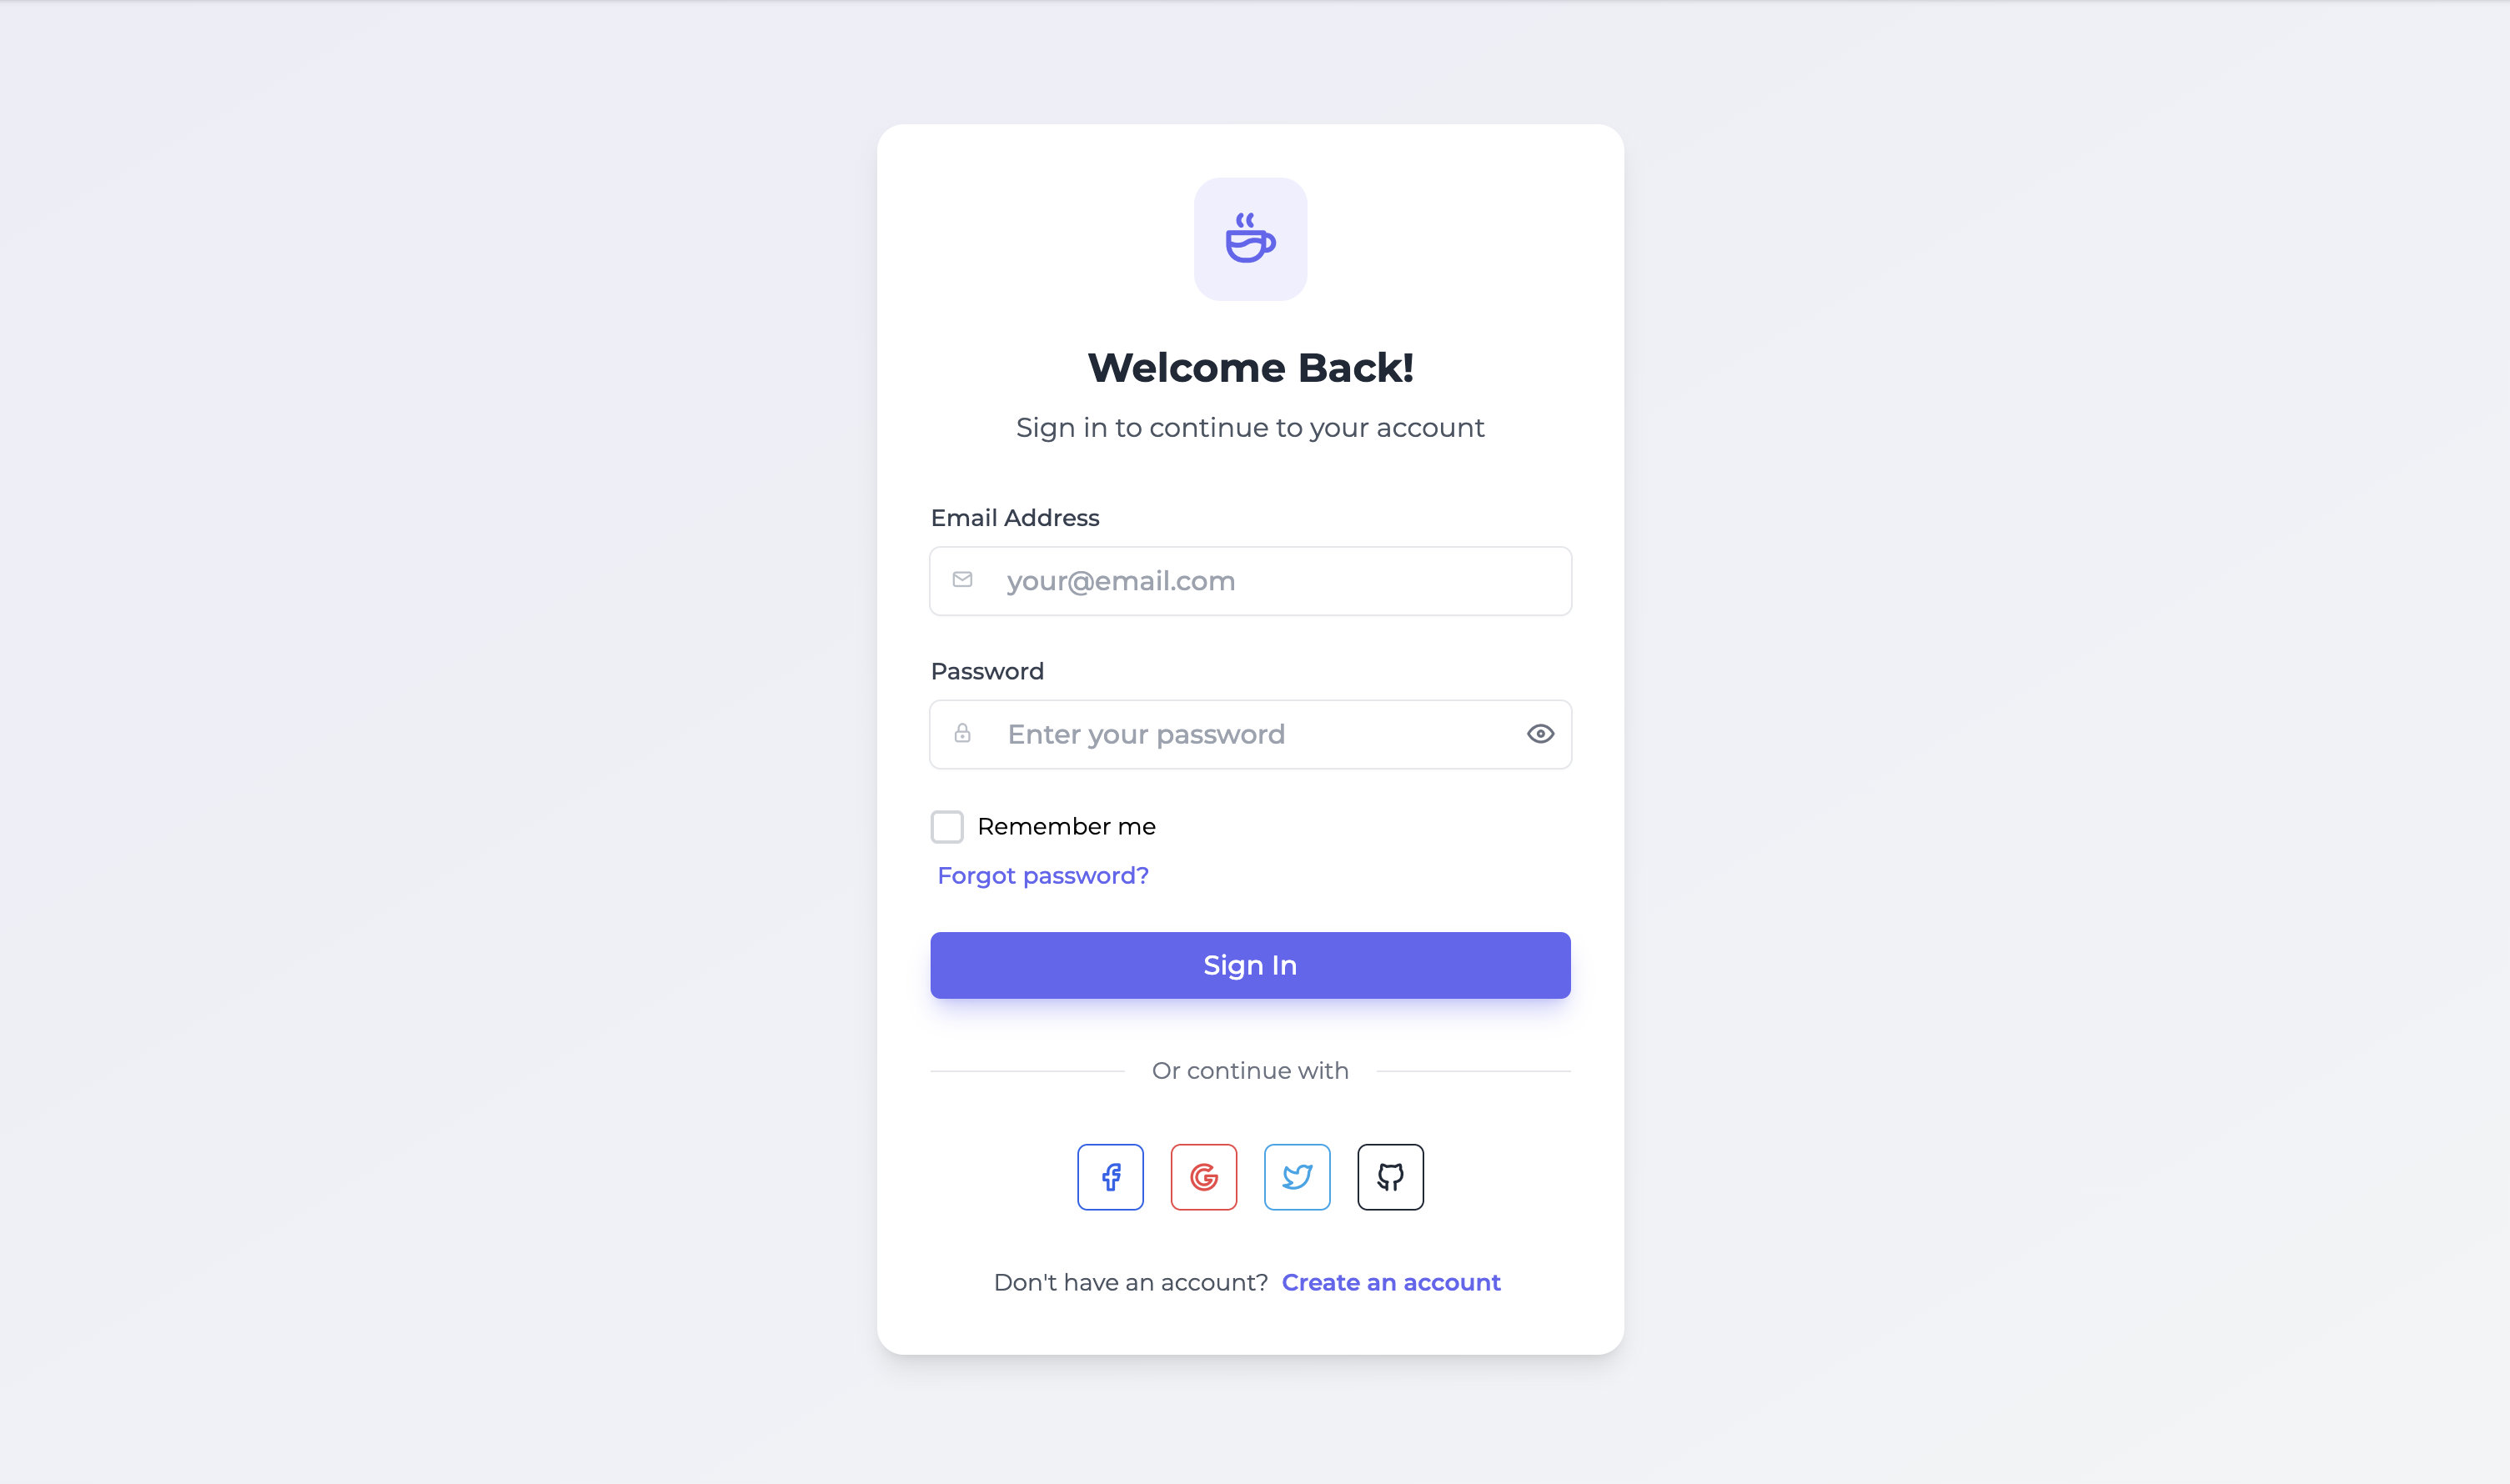 Welcome Back!
Sign in to continue to your account
Email Address
your@email.com
Password
Enter your password
Remember me
Forgot password?
Sign In
Or continue with
Don't have an account? Create an account